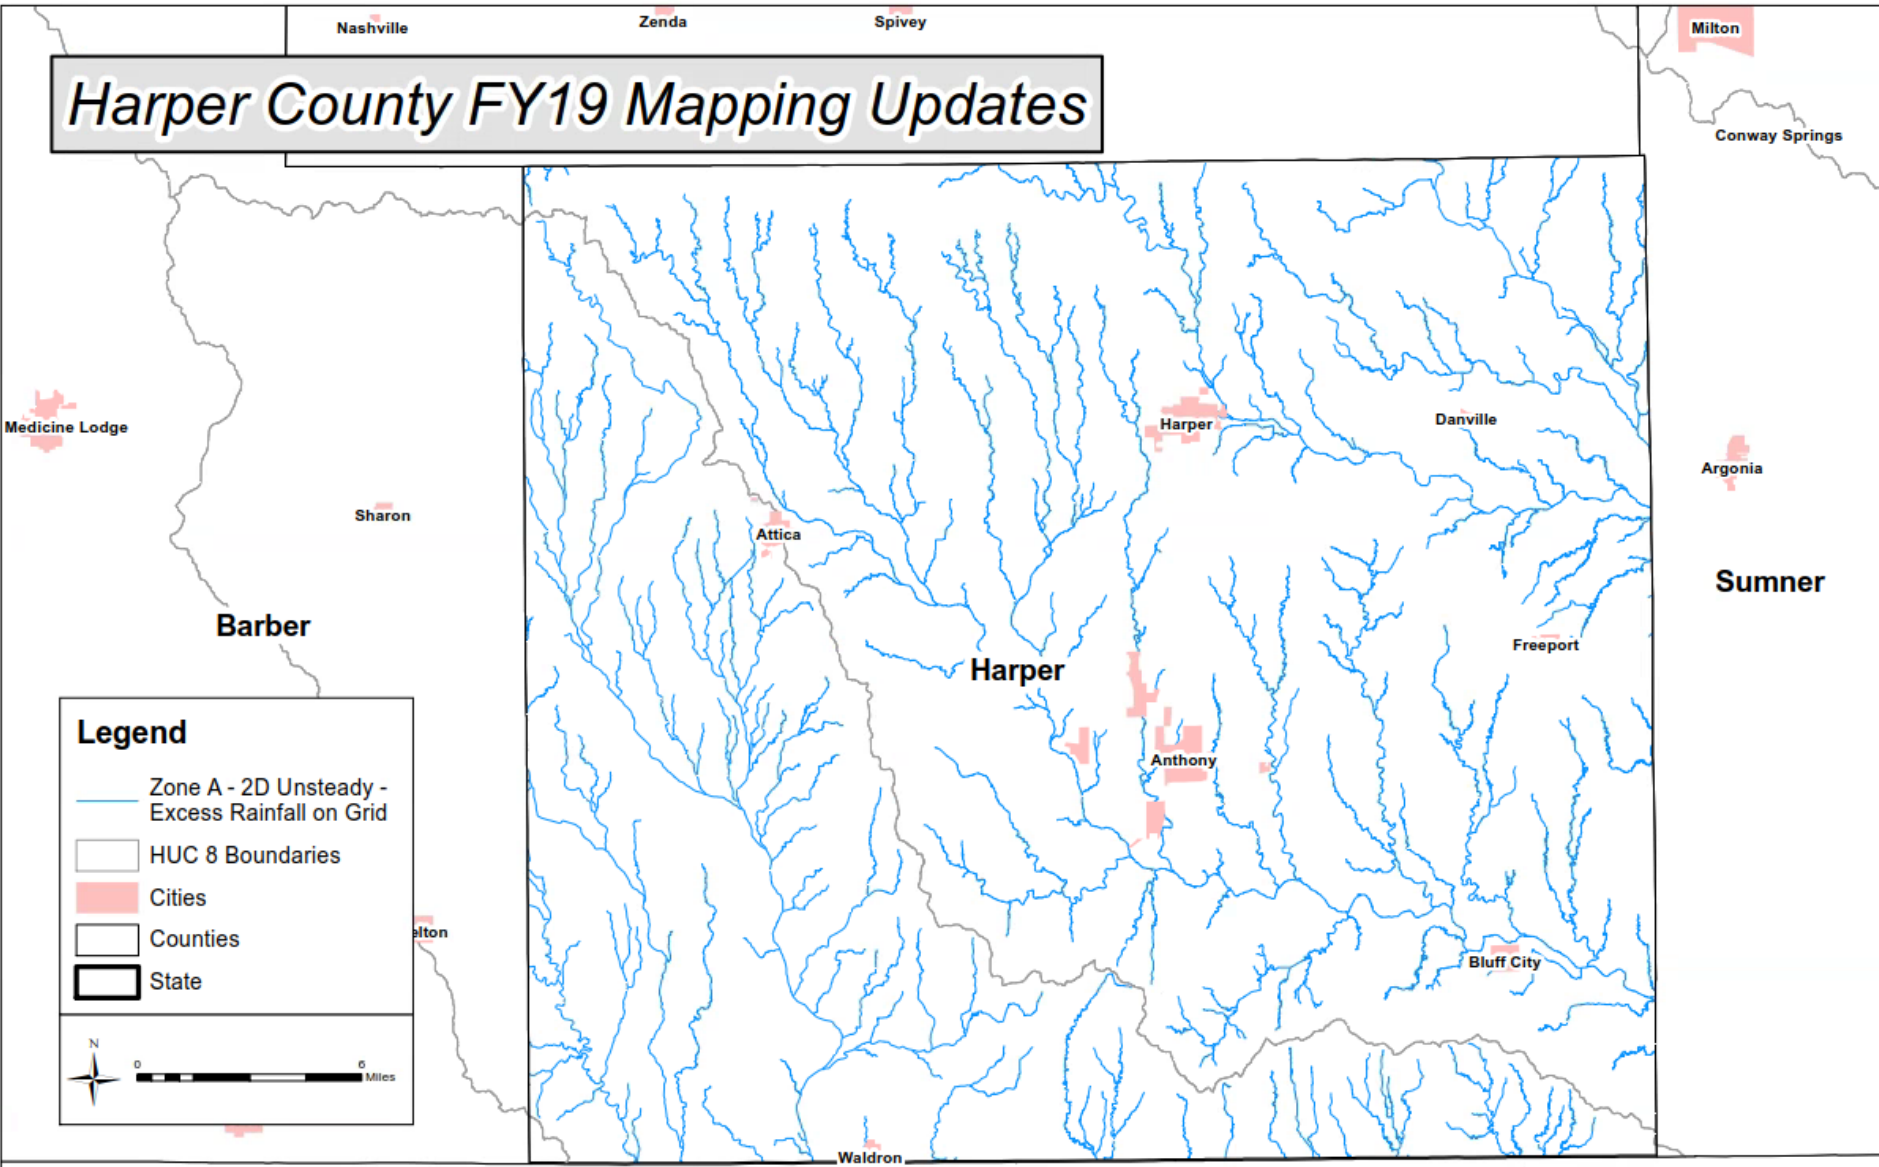 Nashville
Zenda
Spivey
Milton
Harper County FY19 Mapping Updates
Conway Springs
Medicine Lodge
Harper
Danville
Argonia
Sharon
Attica
Sumner
Barber
Freeport
Harper
Anthony
Legend
Zone A - 2D Unsteady -
Excess Rainfall on Grid
HUC 8 Boundaries
Cities
Counties
State
elton
Bluff City
N
0 6
Miles
Waldron